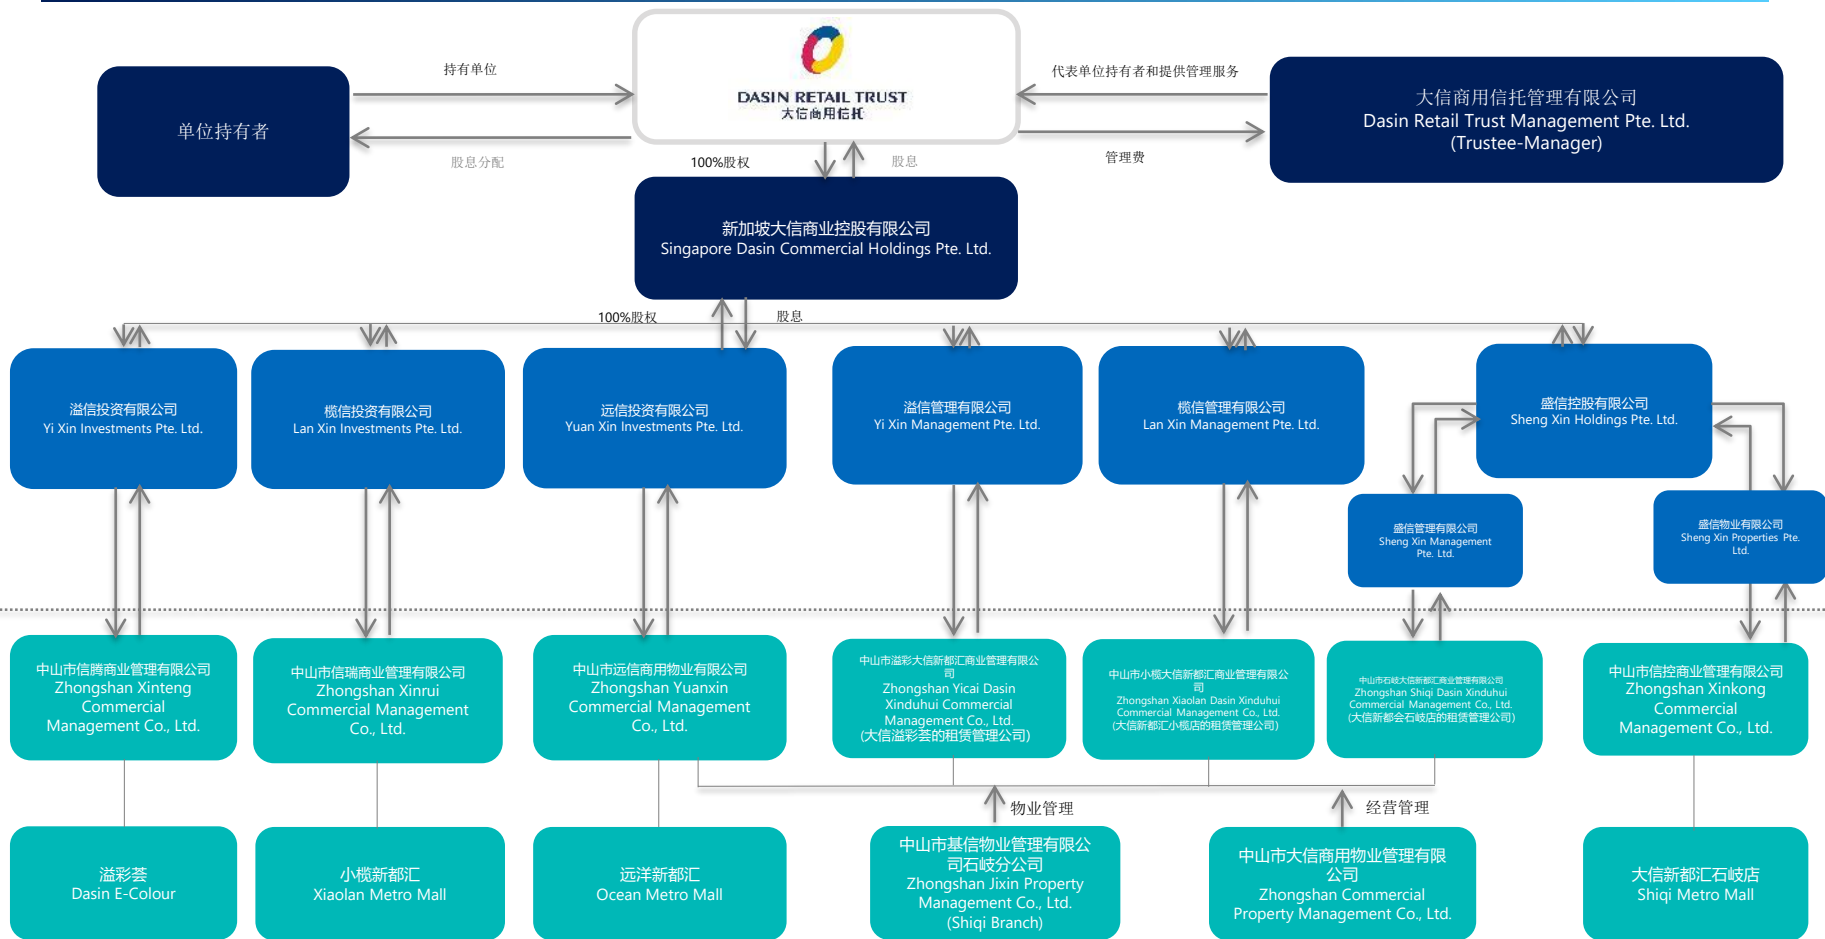 DASIN RETAIL TRUST
大信商用信托
持有单位
代表单位持有者和提供管理服务
单位持有者
大信商用信托管理有限公司
Dasin Retail Trust Management Pte. Ltd.
(Trustee-Manager)
股息分配
100%股权
股息
管理费
新加坡大信商业控股有限公司
Singapore Dasin Commercial Holdings Pte. Ltd.
100%股权
股息
溢信投资有限公司
Yi Xin Investments Pte. Ltd.
榄信投资有限公司
Lan Xin Investments Pte. Ltd.
远信投资有限公司
Yuan Xin Investments Pte. Ltd.
溢信管理有限公司
Yi Xin Management Pte. Ltd.
榄信管理有限公司
Lan Xin Management Pte. Ltd.
盛信控股有限公司
Sheng Xin Holdings Pte. Ltd.
盛信管理有限公司
Sheng Xin Management
Pte. Ltd.
盛信物业有限公司
Sheng Xin Properties Pte.
Ltd.
中山市信腾商业管理有限公司
Zhongshan Xinteng
Commercial
Management Co., Ltd.
中山市信瑞商业管理有限公司
Zhongshan Xinrui
Commercial Management
Co., Ltd.
中山市远信商用物业有限公司
Zhongshan Yuanxin
Commercial Management
Co., Ltd.
中山市溢彩大信新都汇商业管理有限公
司
Zhongshan Yicai Dasin
Xinduhui Commercial
Management Co., Ltd.
(大信溢彩荟的租赁管理公司)
中山市小榄大信新都汇商业管理有限公
司
Zhongshan Xiaolan Dasin Xinduhui
Commercial Management Co., Ltd.
(大信新都汇小榄店的租赁管理公司)
中山市石岐大信新都汇商业管理有限公司
Zhongshan Shiqi Dasin Xinduhui
Commercial Management Co., Ltd.
(大信新都会石岐店的租赁管理公司)
中山市信控商业管理有限公司
Zhongshan Xinkong
Commercial
Management Co., Ltd.
物业管理
经营管理
溢彩荟
Dasin E-Colour
小榄新都汇
Xiaolan Metro Mall
远洋新都汇
Ocean Metro Mall
中山市基信物业管理有限公
司石岐分公司
Zhongshan Jixin Property
Management Co., Ltd.
(Shiqi Branch)
中山市大信商用物业管理有限
公司
Zhongshan Commercial
Property Management Co., Ltd.
大信新都汇石岐店
Shiqi Metro Mall